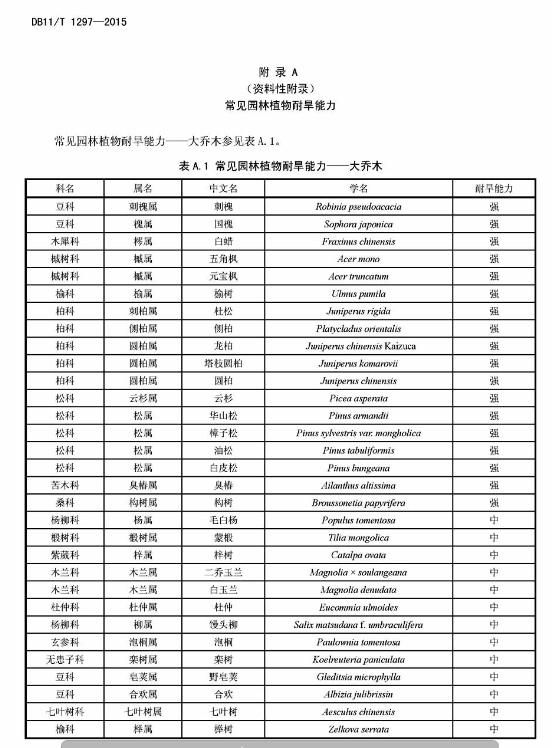 DB11/T 1297—2015
附 录 A
（资料性附录）
常见园林植物耐旱能力
常见园林植物耐旱能力——大乔木参见表 A.1。
表 A.1 常见园林植物耐旱能力——大乔木
科名 属名 中文名 学名 耐旱能力
豆科 刺槐属 刺槐 Robinia pseudoacacia 强
豆科 槐属 国槐 Sophora japonica 强
木犀科 梣属 白蜡 Fraxinus chinensis 强
槭树科 槭属 五角枫 Acer mono 强
槭树科 槭属 元宝枫 Acer truncatum 强
榆科 榆属 榆树 Ulmus pumila 强
柏科 刺柏属 杜松 Juniperus rigida 强
柏科 侧柏属 侧柏 Platycladus orientalis 强
柏科 圆柏属 龙柏 Juniperus chinensis Kaizuca 强
柏科 圆柏属 塔枝圆柏 Juniperus komarovii 强
柏科 圆柏属 圆柏 Juniperus chinensis 强
松科 云杉属 云杉 Picea asperata 强
松科 松属 华山松 Pinus armandii 强
松科 松属 樟子松 Pinus sylvestris var. mongholica 强
松科 松属 油松 Pinus tabuliformis 强
松科 松属 白皮松 Pinus bungeana 强
苦木科 臭椿属 臭椿 Ailanthus altissima 强
桑科 构树属 构树 Broussonetia papyrifera 强
杨柳科 杨属 毛白杨 Populus tomentosa 中
椴树科 椴树属 蒙椴 Tilia mongolica 中
紫葳科 梓属 梓树 Catalpa ovata 中
木兰科 木兰属 二乔玉兰 Magnolia × soulangeana 中
木兰科 木兰属 白玉兰 Magnolia denudata 中
杜仲科 杜仲属 杜仲 Eucommia ulmoides 中
杨柳科 柳属 馒头柳 Salix matsudana f. umbraculifera 中
玄参科 泡桐属 泡桐 Paulownia tomentosa 中
无患子科 栾树属 栾树 Koelreuteria paniculata 中
豆科 皂荚属 野皂荚 Gleditsia microphylla 中
豆科 合欢属 合欢 Albizia julibrissin 中
七叶树科 七叶树属 七叶树 Aesculus chinensis 中
榆科 榉属 榉树 Zelkova serrata 中